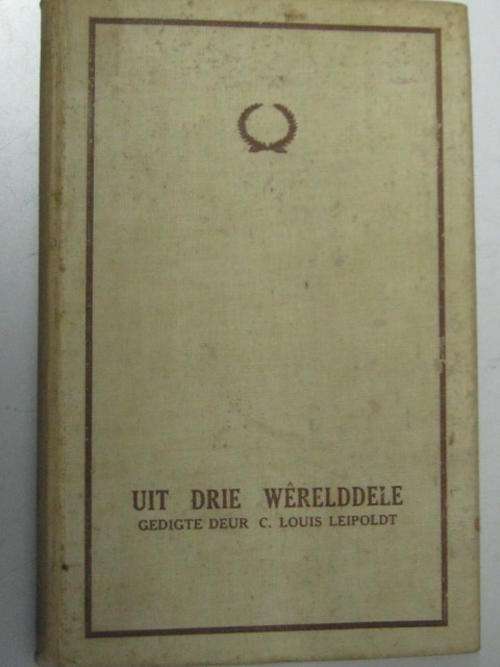 UIT DRIE WÊRELDDELE
GEDIGTE DEUR C. LOUIS LEIPOLDT